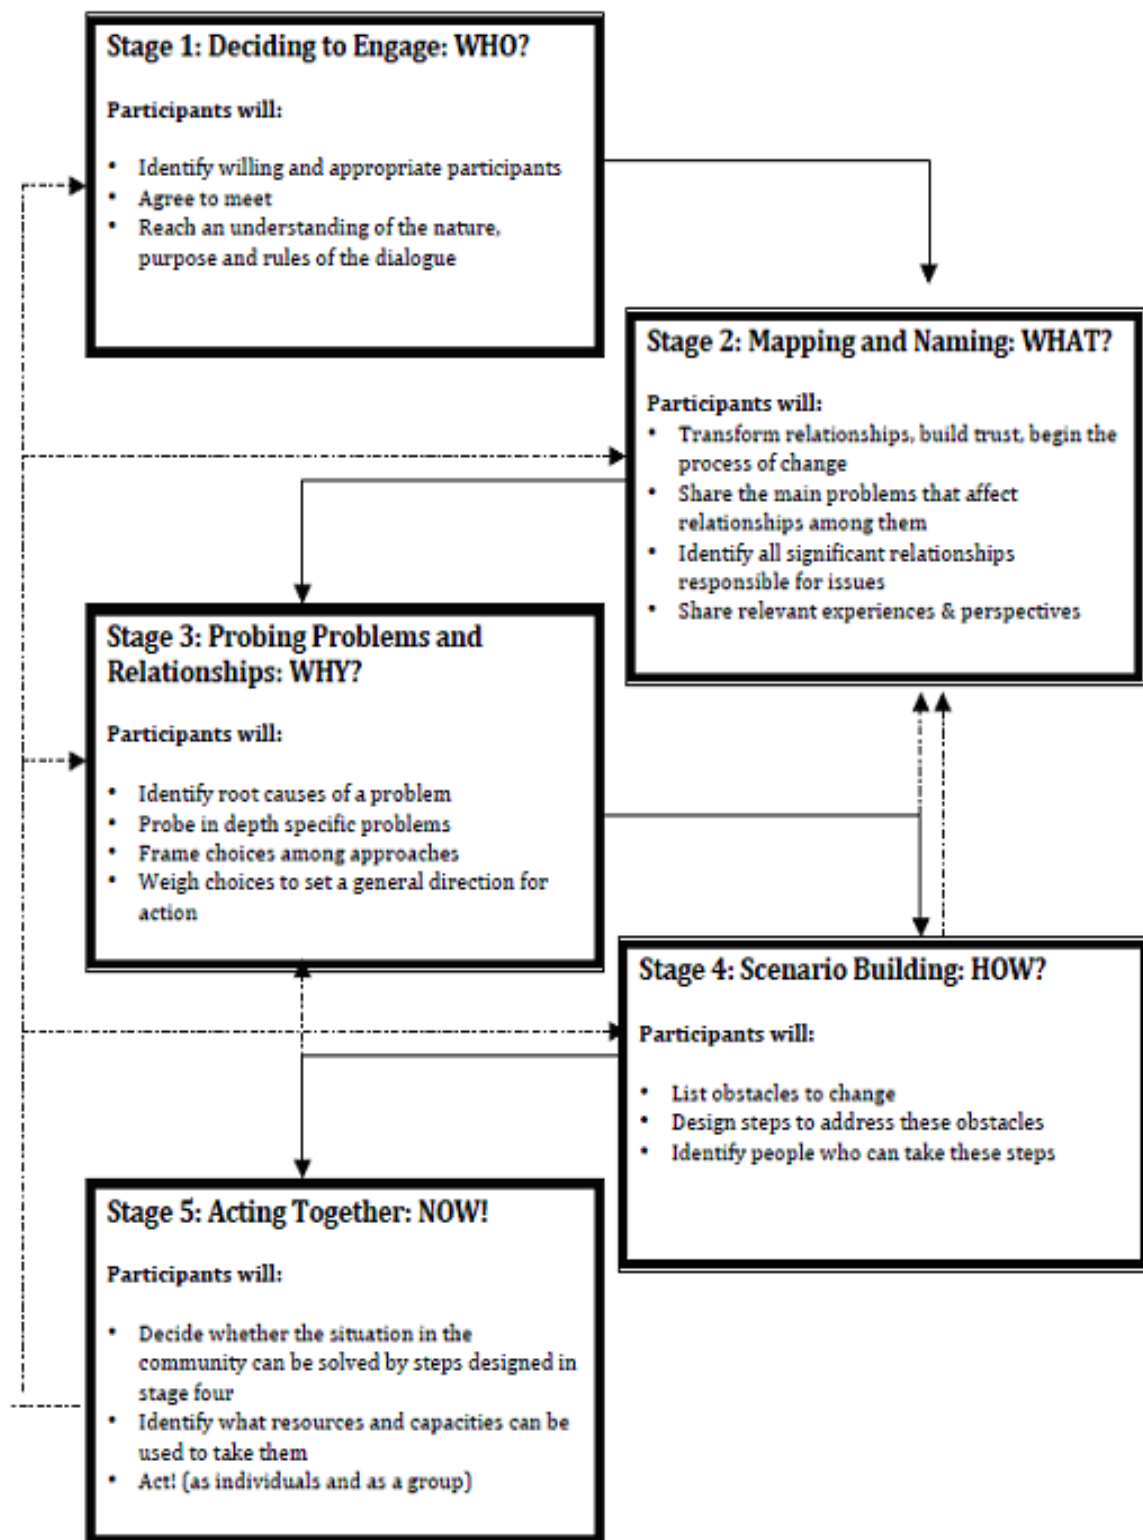 Stage 1: Deciding to Engage: WHO?
Participants will:
• Identify willing and appropriate participants
• Agree to meet
• Reach an understanding of the nature,
purpose and rules of the dialogue
Stage 2: Mapping and Naming: WHAT?
Participants will:
• Transform relationships, build trust, begin the
process of change
• Share the main problems that affect
relationships among them
• Identify all significant relationships
responsible for issues
• Share relevant experiences & perspectives
Stage 3: Probing Problems and
Relationships: WHY?
Participants will:
• Identify root causes of a problem
• Probe in depth specific problems
• Frame choices among approaches
• Weigh choices to set a general direction for
action
Stage 4: Scenario Building: HOW?
Participants will:
• List obstacles to change
• Design steps to address these obstacles
• Identify people who can take these steps
Stage 5: Acting Together: NOW!
Participants will:
• Decide whether the situation in the
community can be solved by steps designed in
stage four
• Identify what resources and capacities can be
used to take them
• Act! (as individuals and as a group)